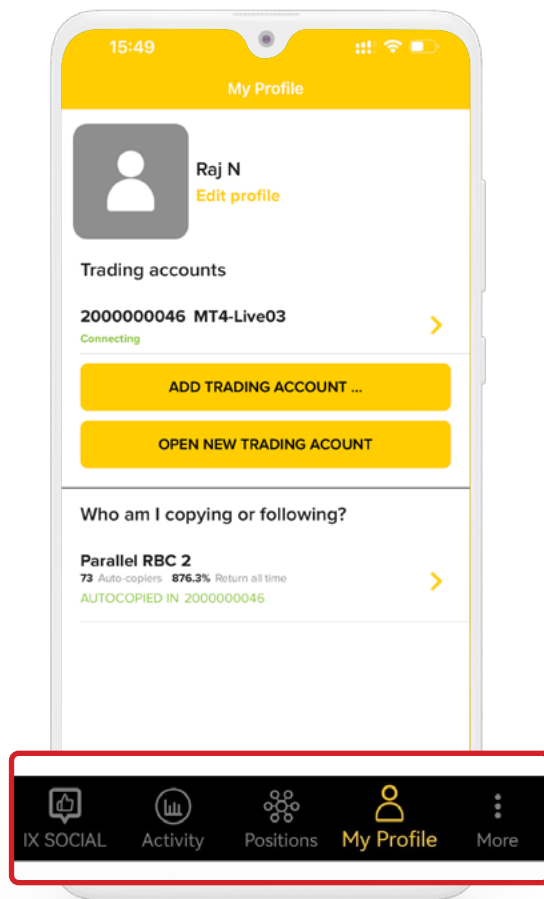 15:49
My Profile
Raj N
Edit profile
Trading accounts
2000000046 MT4-Live03
Connecting
ADD TRADING ACCOUNT ...
OPEN NEW TRADING ACOUNT
Who am I copying or following?
Parallel RBC 2
73 Auto-copiers 876.3% Return all time
AUTOCOPIED IN 2000000046
IX SOCIAL Activity Positions My Profile More